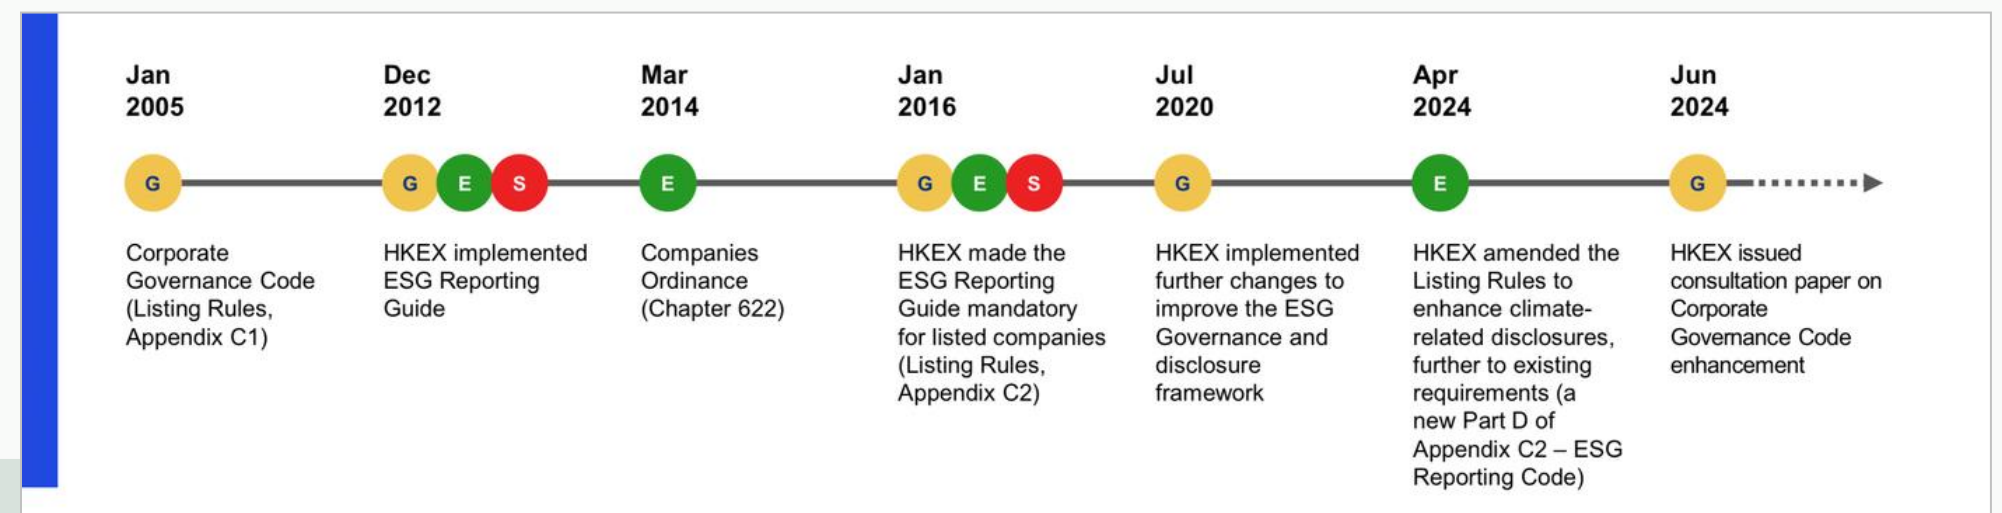 Jan
2005
Dec
2012
Mar
2014
Jan
2016
Jul
2020
Apr
2024
Jun
2024
G
G
E
S
E
G
E
S
G
E
G
Corporate
Governance Code
(Listing Rules,
Appendix C1)
HKEX implemented
ESG Reporting
Guide
Companies
Ordinance
(Chapter 622)
HKEX made the
ESG Reporting
Guide mandatory
for listed companies
(Listing Rules,
Appendix C2)
HKEX implemented
further changes to
improve the ESG
Governance and
disclosure
framework
HKEX amended the
Listing Rules to
enhance climate-
related disclosures,
further to existing
requirements (a
new Part D of
Appendix C2 – ESG
Reporting Code)
HKEX issued
consultation paper on
Corporate
Governance Code
enhancement